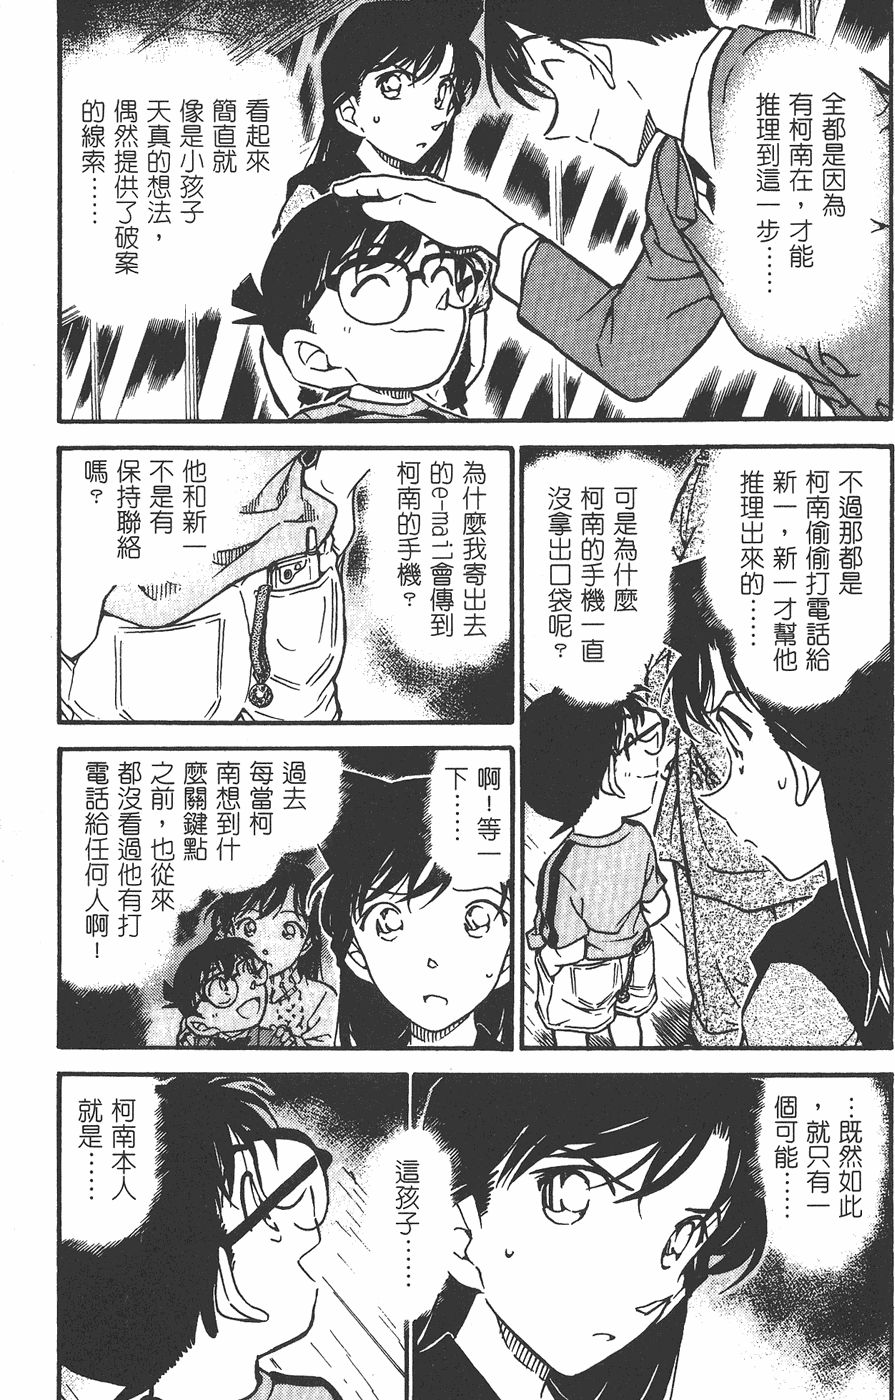 全都是因為
有柯南在，才能
推理到這一步……
看起來
簡直就
像是小孩子
天真的想法，
偶然提供了破案
的線索……
不過那都是
柯南偷偷打電話給
新一，新一才幫他
推理出來的……
可是為什麼
柯南的手機一直
沒拿出口袋呢？
為什麼我寄出去
的e-mail會傳到
柯南的手機？
他和新一
不是有
保持聯絡
嗎？
啊！等一
下……
過去
每當柯
南想到什
麼關鍵點
之前，也從來
都沒看過他有打
電話給任何人啊！
…既然如此
，就只有一
個可能……
這孩子……
柯南本人
就是……